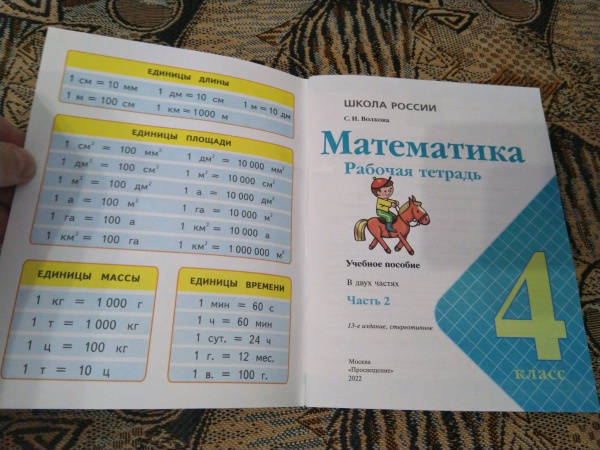 ЕДИНИЦЫ ДЛИНЫ
1 см = 10 мм 1 дм = 10 см 1 м = 10 дм
1 м = 100 см 1 км = 1000 м
ЕДИНИЦЫ ПЛОЩАДИ
1 см² = 100 мм² 1 дм² = 10 000 мм²
1 дм² = 100 см² 1 м² = 10 000 см²
1 м² = 100 дм² 1 а = 10 000 дм²
1 а = 100 м² 1 га = 10 000 м²
1 га = 100 а 1 км² = 10 000 а
1 км² = 100 га 1 км² = 1 000 000 м²
ЕДИНИЦЫ МАССЫ
1 кг = 1 000 г
1 т = 1 000 кг
1 ц = 100 кг
1 т = 10 ц
ЕДИНИЦЫ ВРЕМЕНИ
1 мин = 60 с
1 ч = 60 мин
1 сут. = 24 ч
1 г. = 12 мес.
1 в. = 100 г.
ШКОЛА РОССИИ
С. И. Волкова
Математика
Рабочая тетрадь
Учебное пособие
В двух частях
Часть 2
13-е издание, стереотипное
Москва
«Просвещение»
2022
4
класс